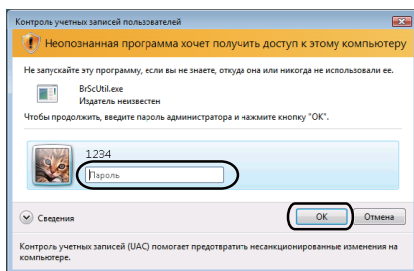 Контроль учетных записей пользователей
Неопознанная программа хочет получить доступ к этому компьютеру
Не запускайте эту программу, если вы не знаете, откуда она или никогда не использовали ее.
BrScUtil.exe
Издатель неизвестен
Чтобы продолжить, введите пароль администратора и нажмите кнопку "ОК".
1234
Пароль
Сведения
ОК
Отмена
Контроль учетных записей (UAC) помогает предотвратить несанкционированные изменения на
компьютере.